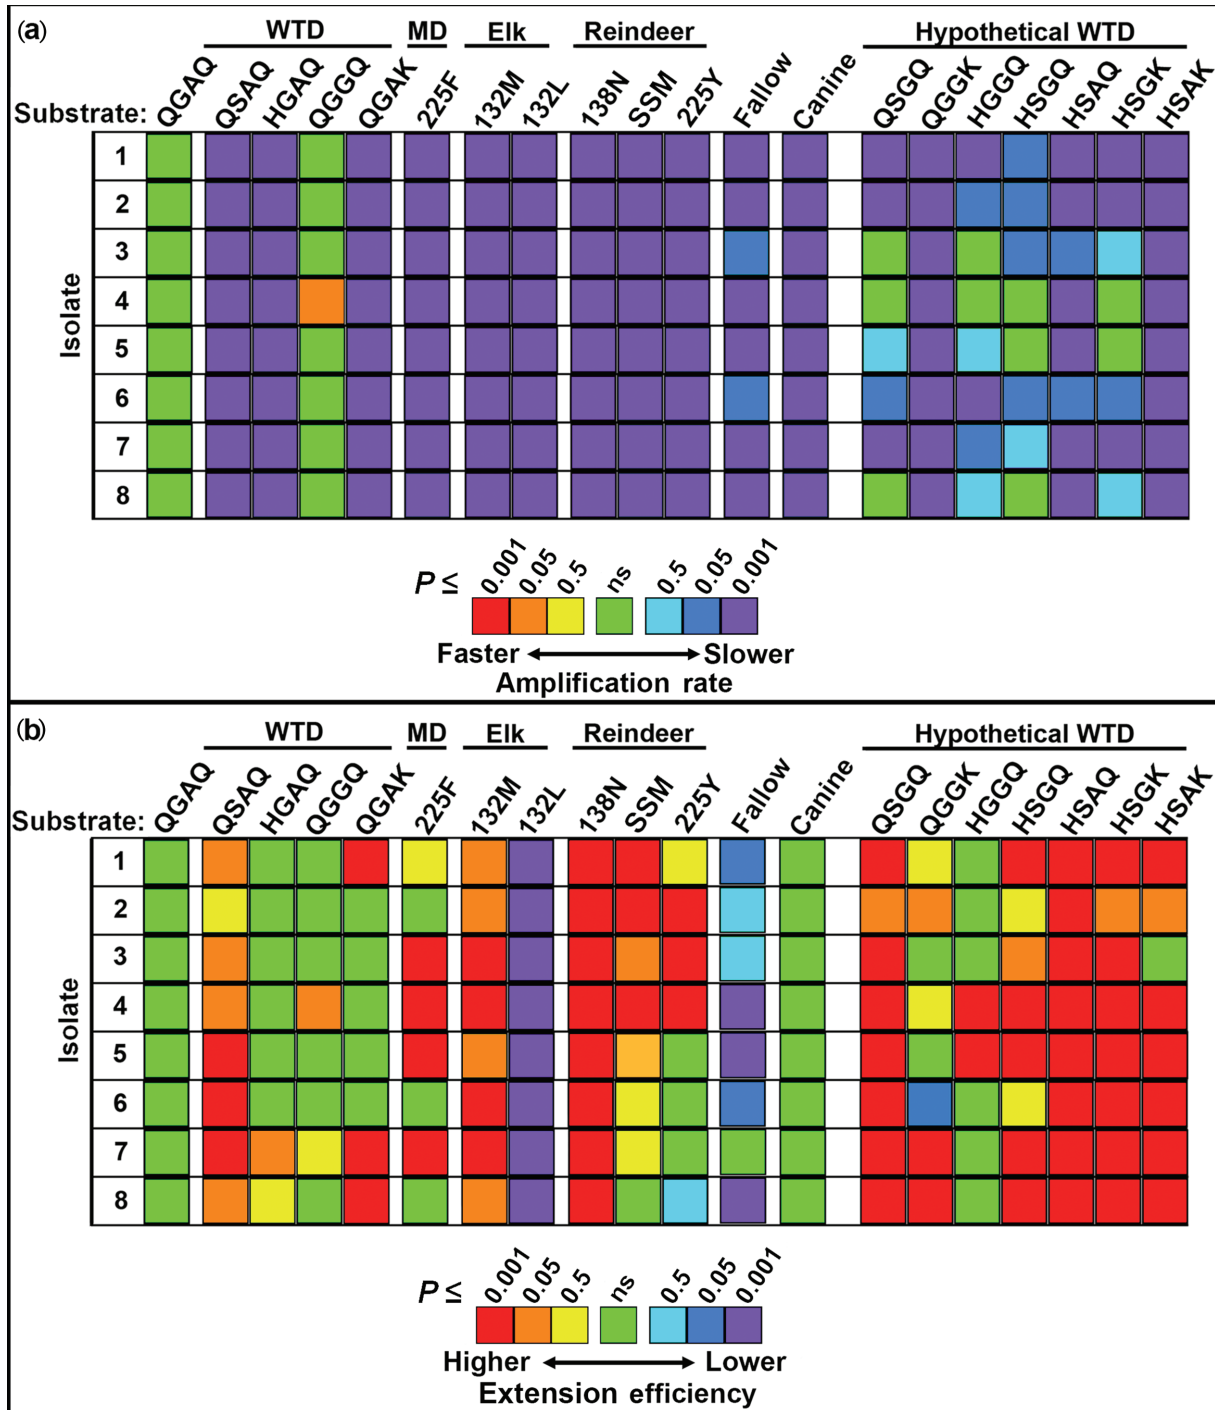 (a)
WTD MD Elk Reindeer Hypothetical WTD
Substrate: QGAQ QSAQ HGAQ QGGQ QGAK 225F 132M 132L 138N SSM 225Y Fallow Canine QSGQ QGGK HGGQ HSGQ HSAQ HSGK HSAK
Isolate
1
2
3
4
5
6
7
8
P ≤ 0.001 0.05 0.5 ns 0.5 0.05 0.001
Faster Slower
Amplification rate
(b)
WTD MD Elk Reindeer Hypothetical WTD
Substrate: QGAQ QSAQ HGAQ QGGQ QGAK 225F 132M 132L 138N SSM 225Y Fallow Canine QSGQ QGGK HGGQ HSGQ HSAQ HSGK HSAK
Isolate
1
2
3
4
5
6
7
8
P ≤ 0.001 0.05 0.5 ns 0.5 0.05 0.001
Higher Lower
Extension efficiency